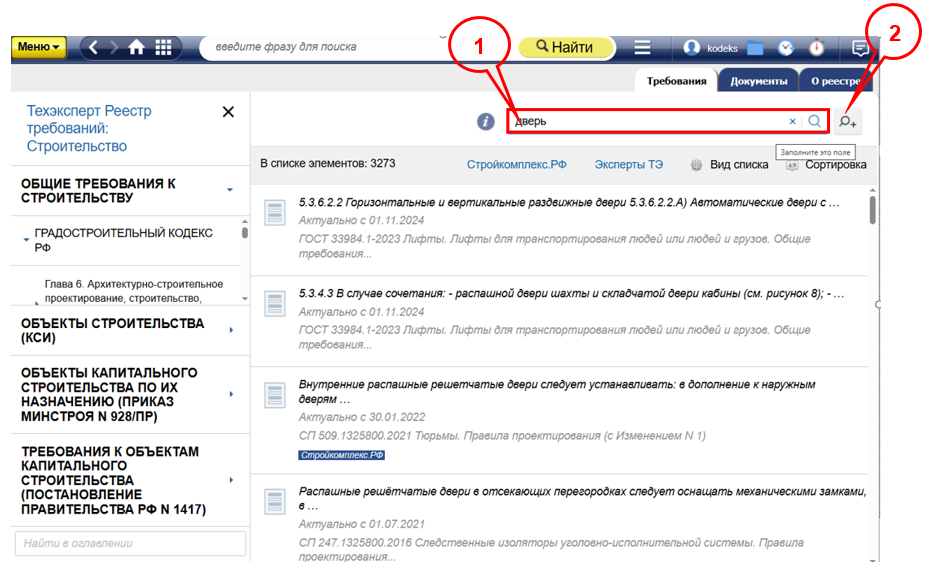 1
2
Меню
введите фразу для поиска
Найти
kodeks
Требования
Документы
О реестре
Техэксперт Реестр
требований:
Строительство
дверь
Заполните это поле
В списке элементов: 3273
Стройкомплекс.РФ
Эксперты ТЭ
Вид списка
Сортировка
ОБЩИЕ ТРЕБОВАНИЯ К
СТРОИТЕЛЬСТВУ
ГРАДОСТРОИТЕЛЬНЫЙ КОДЕКС
РФ
Глава 6. Архитектурно-строительное
проектирование, строительство,
ОБЪЕКТЫ СТРОИТЕЛЬСТВА
(КСИ)
ОБЪЕКТЫ КАПИТАЛЬНОГО
СТРОИТЕЛЬСТВА ПО ИХ
НАЗНАЧЕНИЮ (ПРИКАЗ
МИНСТРОЯ N 928/ПР)
ТРЕБОВАНИЯ К ОБЪЕКТАМ
КАПИТАЛЬНОГО
СТРОИТЕЛЬСТВА
(ПОСТАНОВЛЕНИЕ
ПРАВИТЕЛЬСТВА РФ N 1417)
Найти в оглавлении
5.3.6.2.2 Горизонтальные и вертикальные раздвижные двери 5.3.6.2.2.А) Автоматические двери с ...
Актуально с 01.11.2024
ГОСТ 33984.1-2023 Лифты. Лифты для транспортирования людей или людей и грузов. Общие
требования...
5.3.4.3 В случае сочетания: - распашной двери шахты и складчатой двери кабины (см. рисунок 8); - ...
Актуально с 01.11.2024
ГОСТ 33984.1-2023 Лифты. Лифты для транспортирования людей или людей и грузов. Общие
требования...
Внутренние распашные решетчатые двери следует устанавливать: в дополнение к наружным
дверям ...
Актуально с 30.01.2022
СП 509.1325800.2021 Тюрьмы. Правила проектирования (с Изменением N 1)
Стройкомплекс.РФ
Распашные решётчатые двери в отсекающих перегородках следует оснащать механическими замками,
в ...
Актуально с 01.07.2021
СП 247.1325800.2016 Следственные изоляторы уголовно-исполнительной системы. Правила
проектирования...